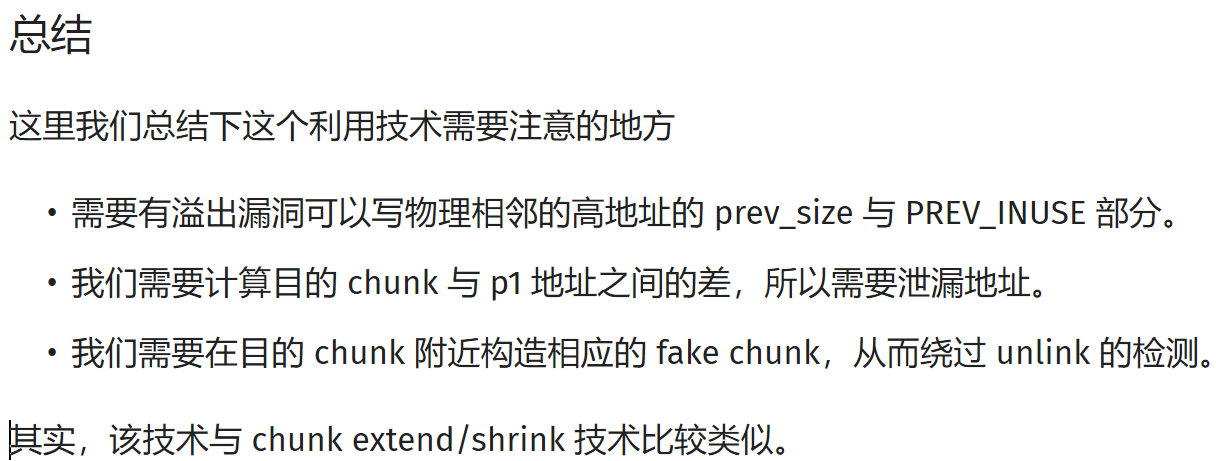 总结
这里我们总结下这个利用技术需要注意的地方
• 需要有溢出漏洞可以写物理相邻的高地址的 prev_size 与 PREV_INUSE 部分。
• 我们需要计算目的 chunk 与 p1 地址之间的差，所以需要泄漏地址。
• 我们需要在目的 chunk 附近构造相应的 fake chunk，从而绕过 unlink 的检测。
其实，该技术与 chunk extend/shrink 技术比较类似。